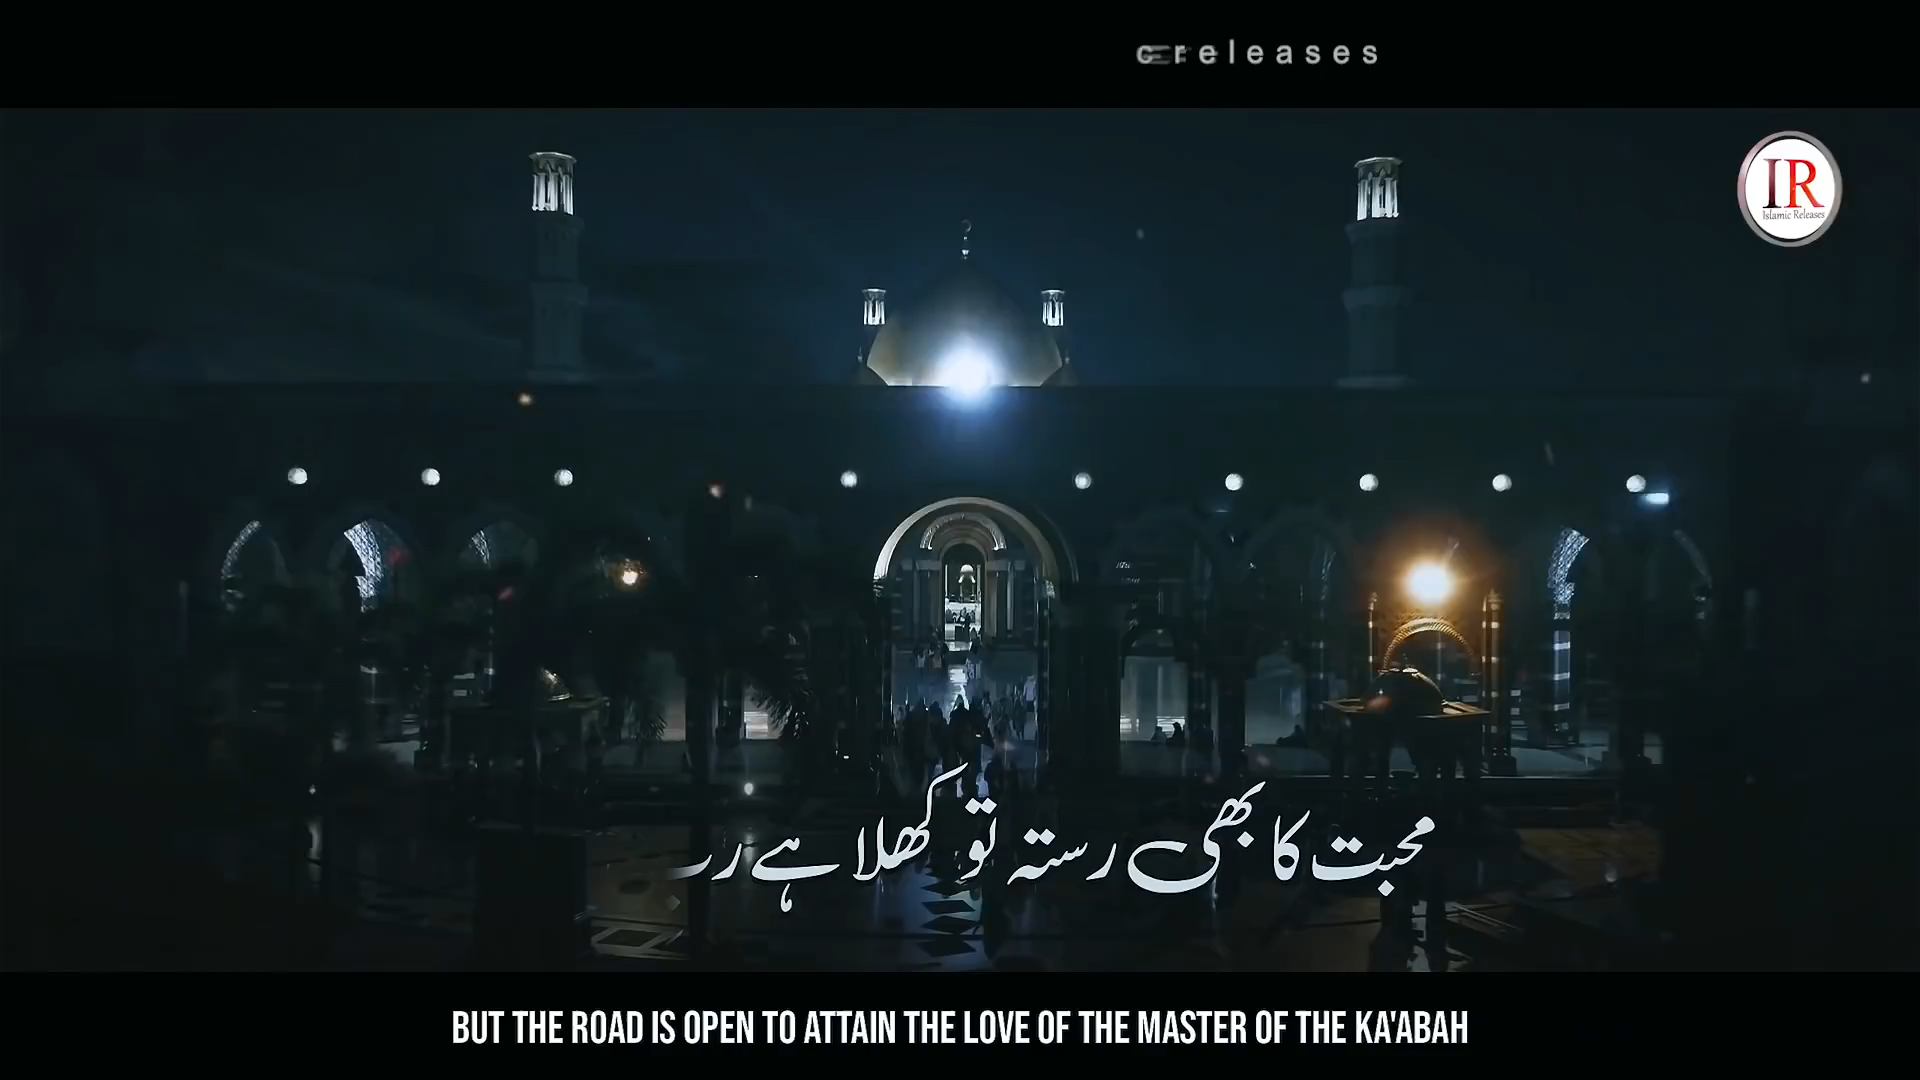 releases
IR
Islamic Releases
محبت کا بھی رستہ تو کھلا ہے
BUT THE ROAD IS OPEN TO ATTAIN THE LOVE OF THE MASTER OF THE KA'ABAH